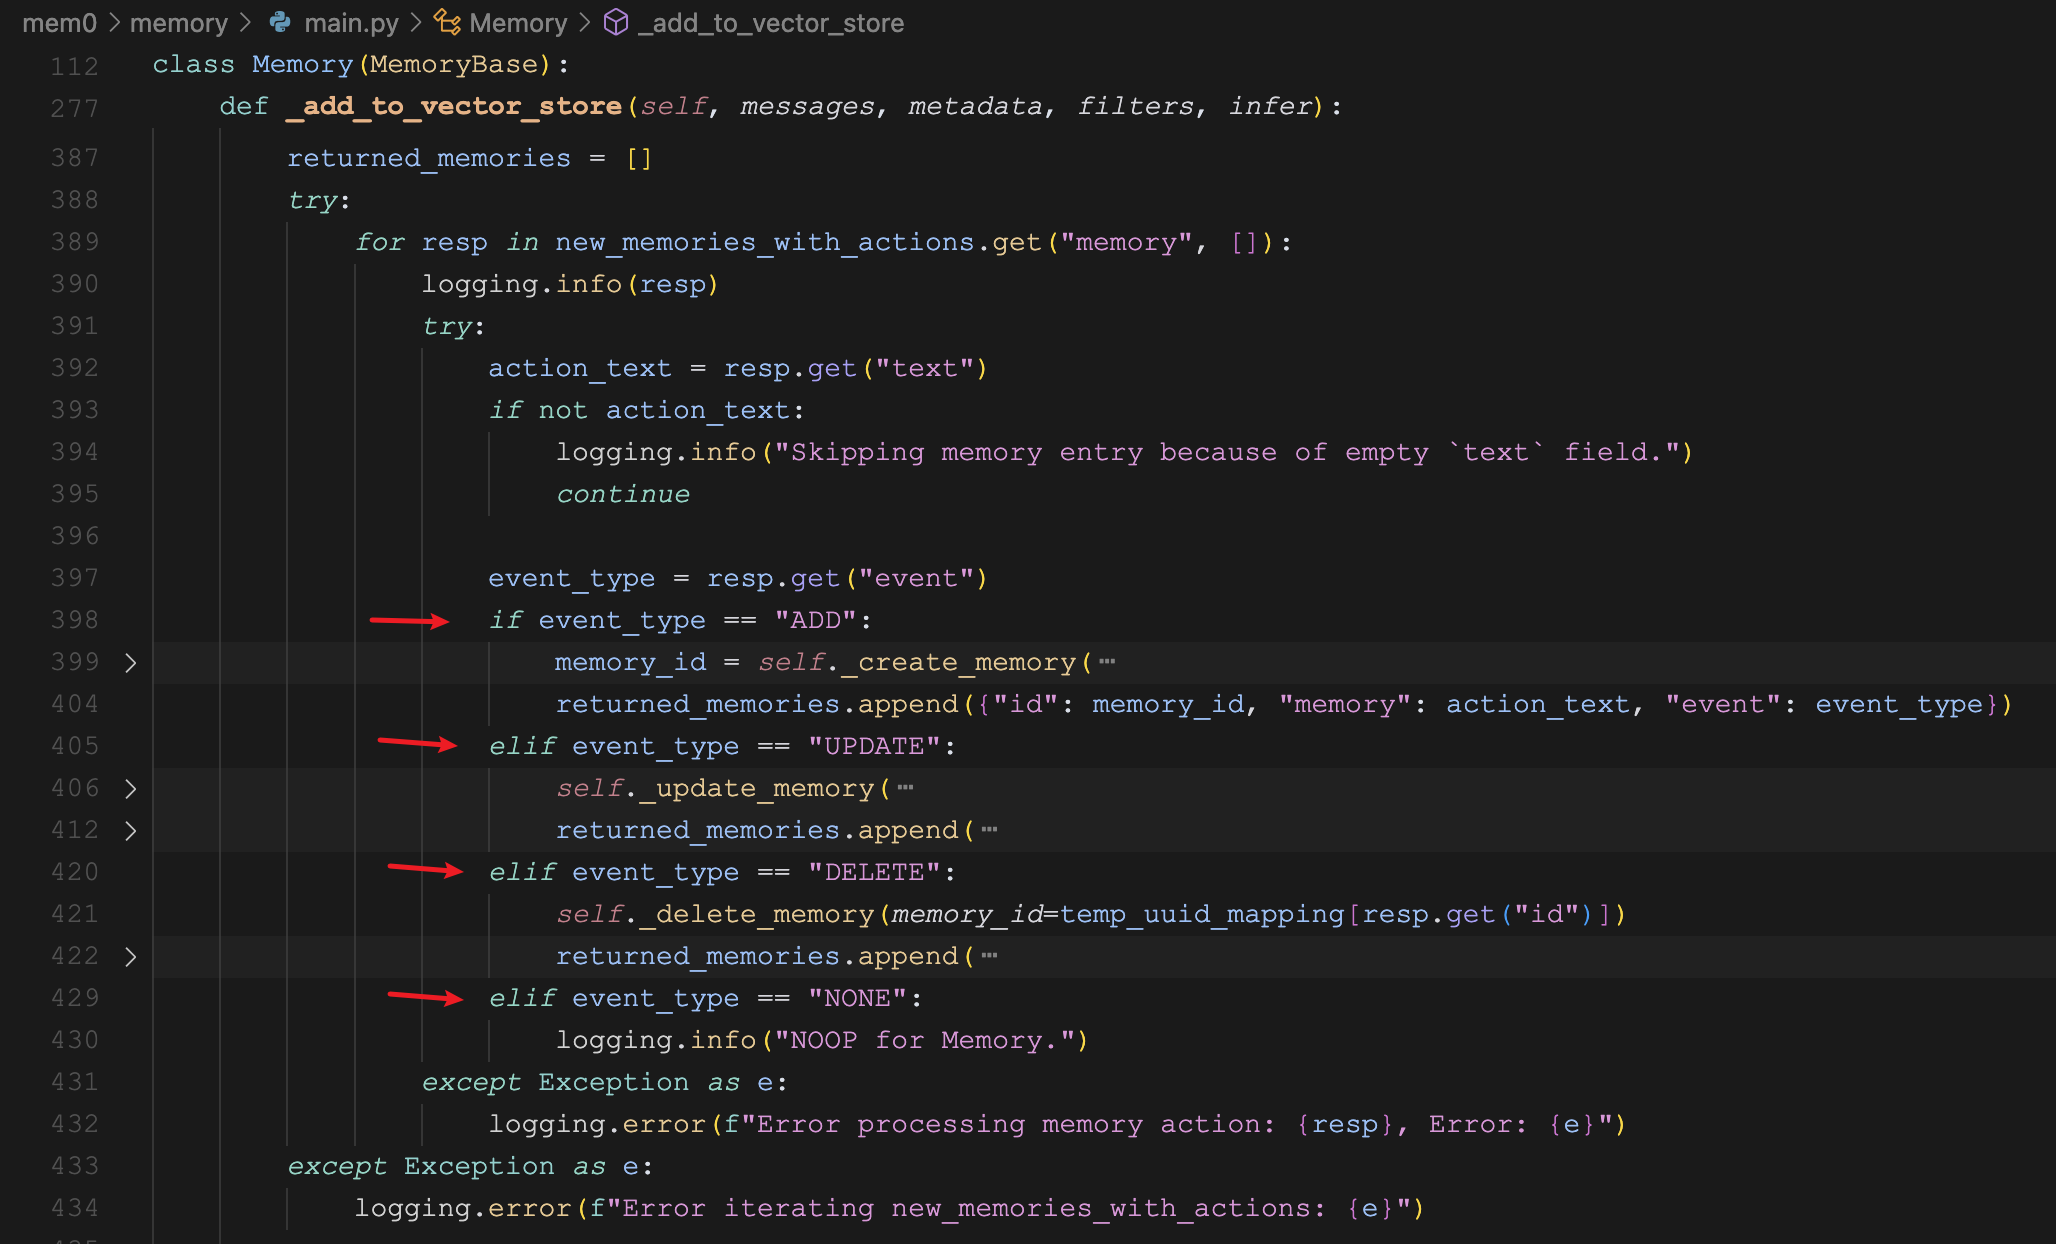 mem0 > memory > main.py > Memory > _add_to_vector_store
112 class Memory(MemoryBase):
277 def _add_to_vector_store(self, messages, metadata, filters, infer):
387 returned_memories = []
388 try:
389 for resp in new_memories_with_actions.get("memory", []):
390 logging.info(resp)
391 try:
392 action_text = resp.get("text")
393 if not action_text:
394 logging.info("Skipping memory entry because of empty `text` field.")
395 continue
396
397 event_type = resp.get("event")
398 if event_type == "ADD":
399 memory_id = self._create_memory(⋯
404 returned_memories.append({"id": memory_id, "memory": action_text, "event": event_type})
405 elif event_type == "UPDATE":
406 self._update_memory(⋯
412 returned_memories.append(⋯
420 elif event_type == "DELETE":
421 self._delete_memory(memory_id=temp_uuid_mapping[resp.get("id")])
422 returned_memories.append(⋯
429 elif event_type == "NONE":
430 logging.info("NOOP for Memory.")
431 except Exception as e:
432 logging.error(f"Error processing memory action: {resp}, Error: {e}")
433 except Exception as e:
434 logging.error(f"Error iterating new_memories_with_actions: {e}")